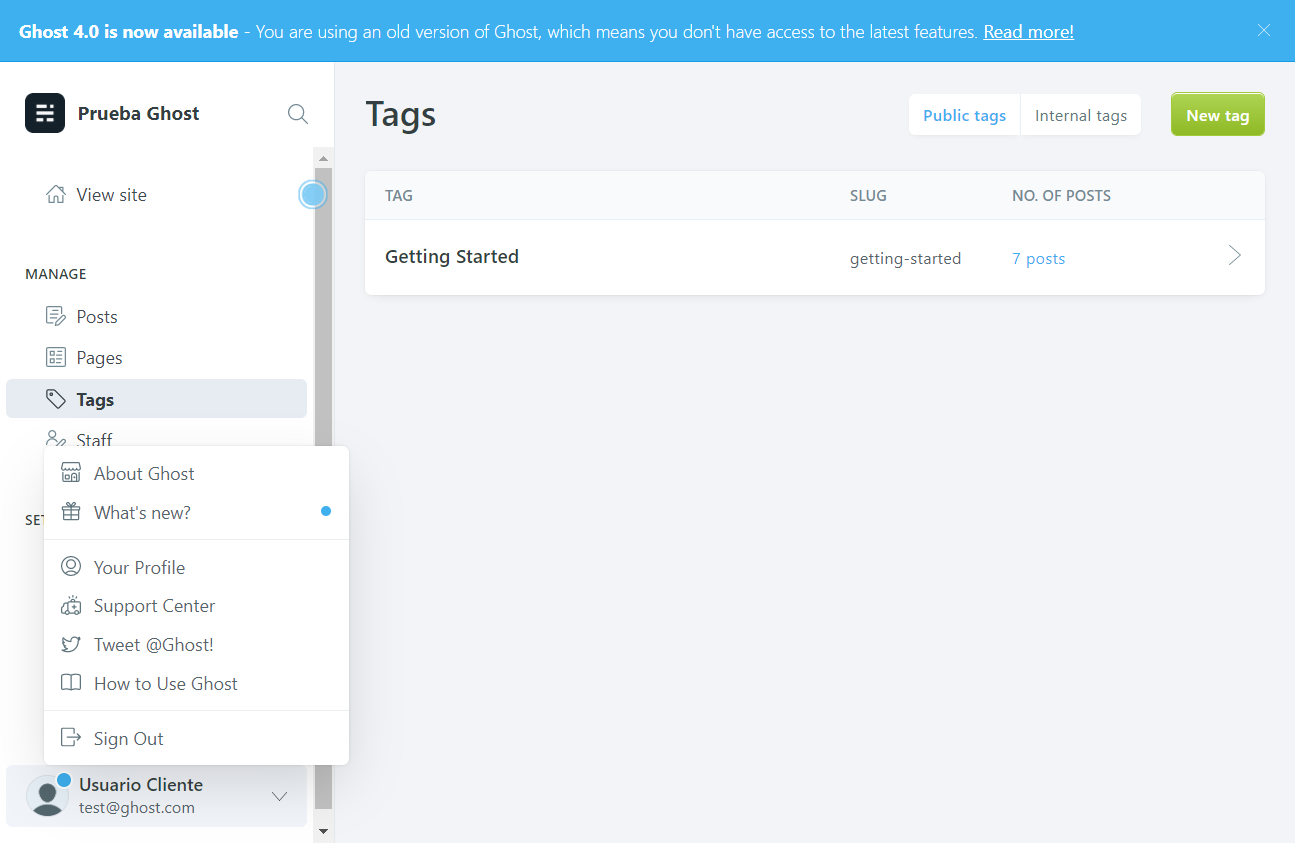 Ghost 4.0 is now available - You are using an old version of Ghost, which means you don't have access to the latest features. Read more!
Prueba Ghost
View site
MANAGE
Posts
Pages
Tags
Staff
SET
About Ghost
What's new?
Your Profile
Support Center
Tweet @Ghost!
How to Use Ghost
Sign Out
Usuario Cliente
test@ghost.com
Tags
Public tags Internal tags New tag
TAG SLUG NO. OF POSTS
Getting Started getting-started 7 posts